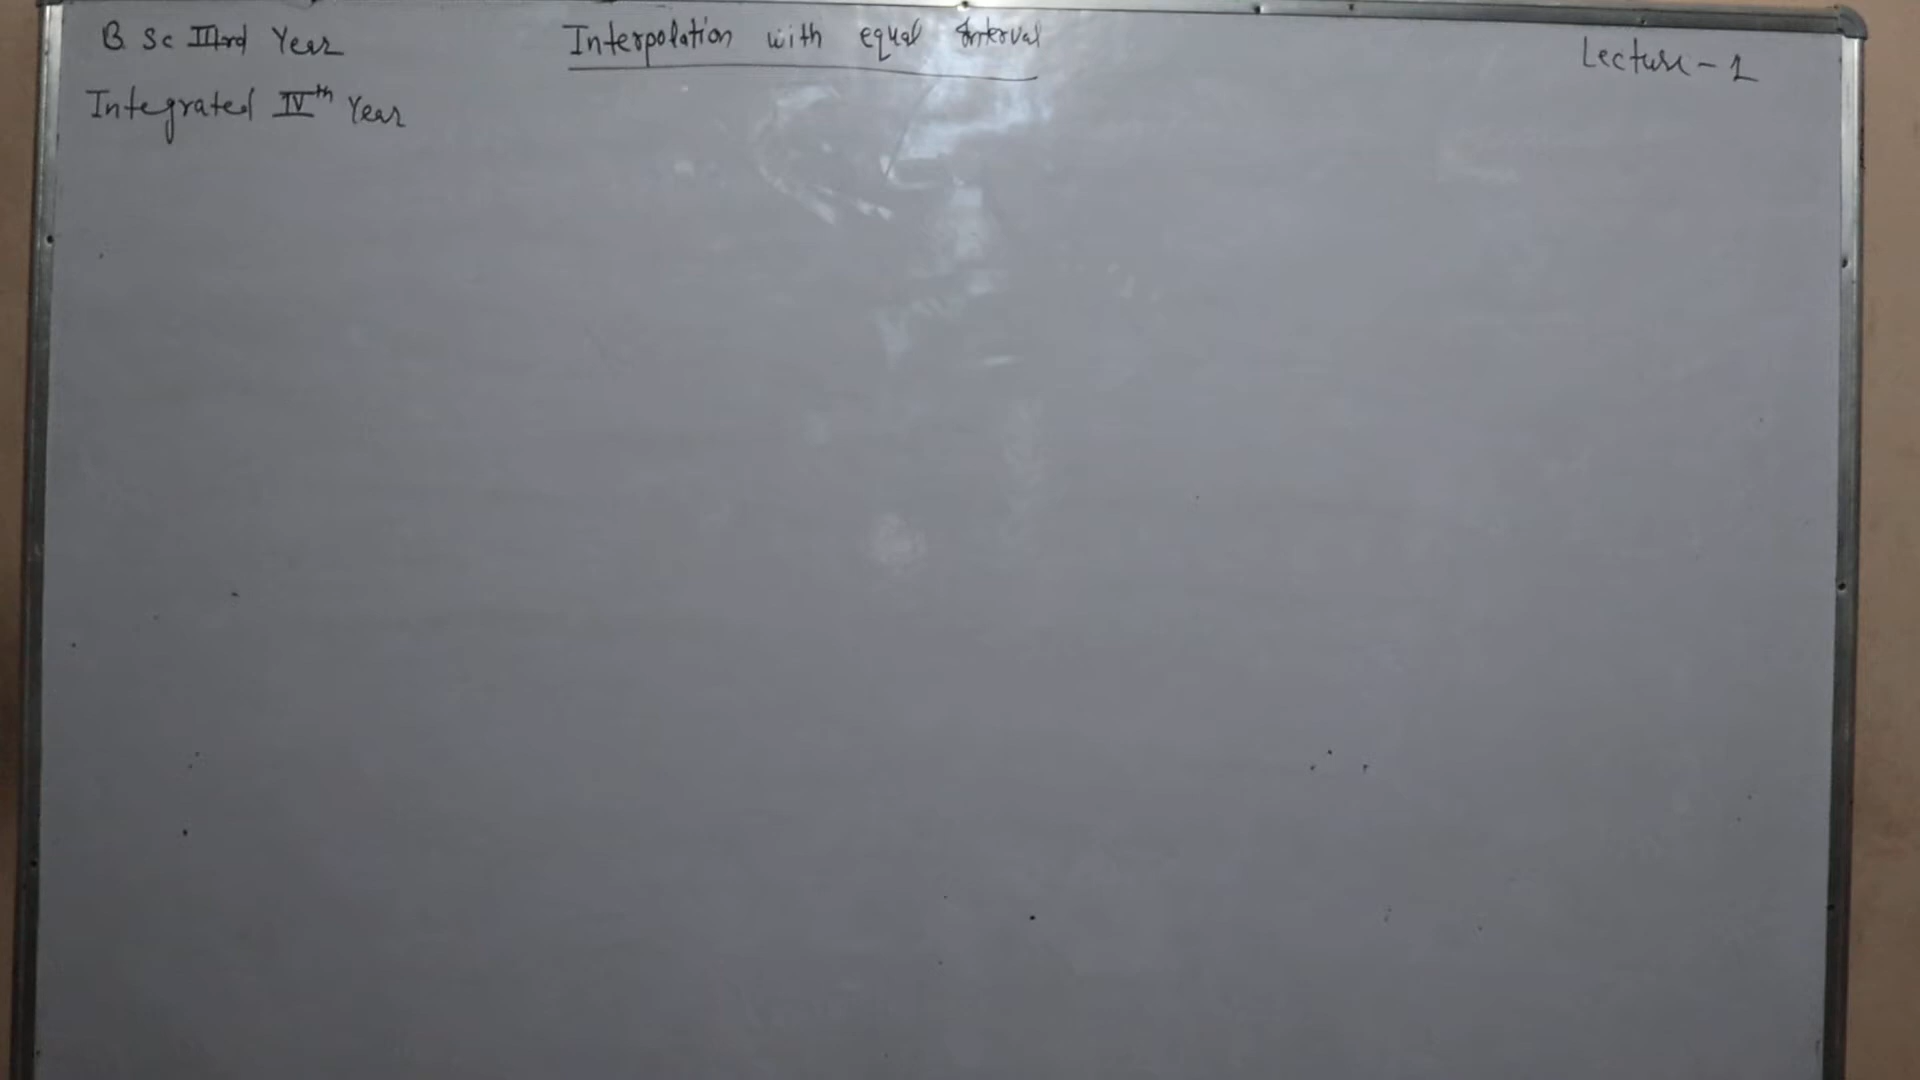 B. Sc IIIrd Year
Interpolation with equal Interval
Lecture - 1
Integrated IVth Year